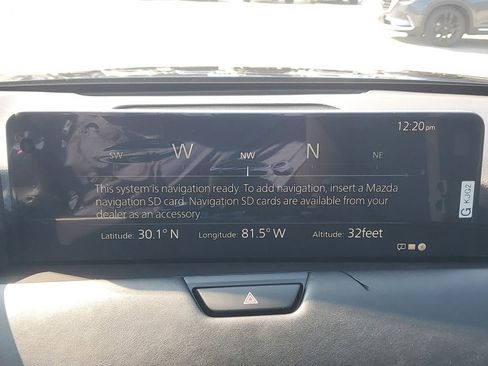 12:20pm
W N
SW NW NE
This system is navigation ready. To add navigation, insert a Mazda
navigation SD card. Navigation SD cards are available from your
dealer as an accessory
Latitude: 30.1° N Longitude: 81.5° W Altitude: 32feet
G KJG2